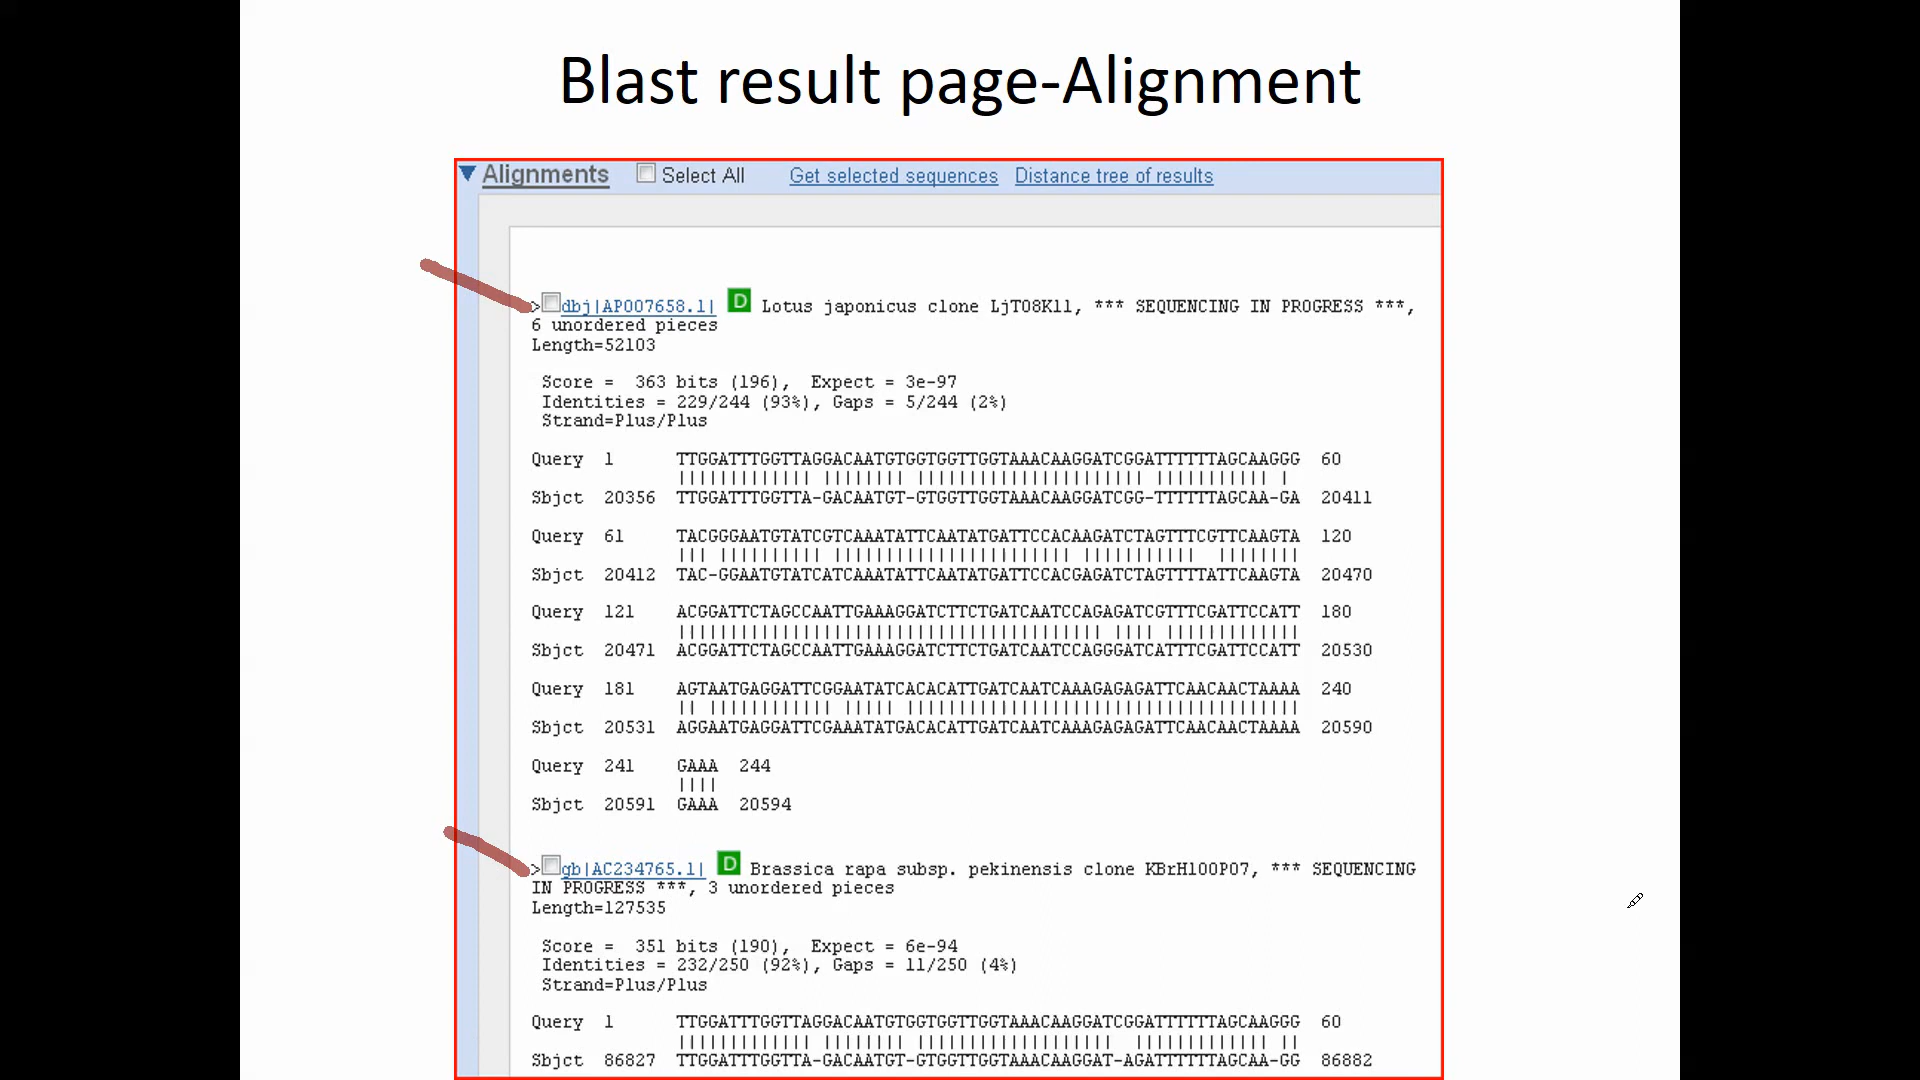 Blast result page-Alignment
Alignments Select All Get selected sequences Distance tree of results
>dbj|AP007658.1| D Lotus japonicus clone LjT08K11, *** SEQUENCING IN PROGRESS ***,
6 unordered pieces
Length=52103
Score = 363 bits (196), Expect = 3e-97
Identities = 229/244 (93%), Gaps = 5/244 (2%)
Strand=Plus/Plus
Query 1 TTGGATTTGGTTAGGACAATGTGGTGGTTGGTAAACAAGGATCGGATTTTTTAGCAAGGG 60
||||||||||||| |||||||| |||||||||||||||||||||| ||||||||||| |
Sbjct 20356 TTGGATTTGGTTA-GACAATGT-GTGGTTGGTAAACAAGGATCGG-TTTTTTAGCAA-GA 20411
Query 61 TACGGGAATGTATCGTCAAATATTCAATATGATTCCACAAGATCTAGTTTCGTTCAAGTA 120
||| |||||||||| ||||||||||||||||||||||| ||||||||||| ||||||||
Sbjct 20412 TAC-GGAATGTATCATCAAATATTCAATATGATTCCACGAGATCTAGTTTTATTCAAGTA 20470
Query 121 ACGGATTCTAGCCAATTGAAAGGATCTTCTGATCAATCCAGAGATCGTTTCGATTCCATT 180
||||||||||||||||||||||||||||||||||||||||| |||| |||||||||||||
Sbjct 20471 ACGGATTCTAGCCAATTGAAAGGATCTTCTGATCAATCCAGGGATCATTTCGATTCCATT 20530
Query 181 AGTAATGAGGATTCGGAATATCACACATTGATCAATCAAAGAGAGATTCAACAACTAAAA 240
|| |||||||||||| ||||| ||||||||||||||||||||||||||||||||||||||
Sbjct 20531 AGGAATGAGGATTCGAAATATGACACATTGATCAATCAAAGAGAGATTCAACAACTAAAA 20590
Query 241 GAAA 244
||||
Sbjct 20591 GAAA 20594
>gb|AC234765.1| D Brassica rapa subsp. pekinensis clone KBrH100P07, *** SEQUENCING
IN PROGRESS ***, 3 unordered pieces
Length=127535
Score = 351 bits (190), Expect = 6e-94
Identities = 232/250 (92%), Gaps = 11/250 (4%)
Strand=Plus/Plus
Query 1 TTGGATTTGGTTAGGACAATGTGGTGGTTGGTAAACAAGGATCGGATTTTTTAGCAAGGG 60
||||||||||||| |||||||| ||||||||||||||||||| ||||||||||||| ||
Sbjct 86827 TTGGATTTGGTTA-GACAATGT-GTGGTTGGTAAACAAGGAT-AGATTTTTTAGCAA-GG 86882